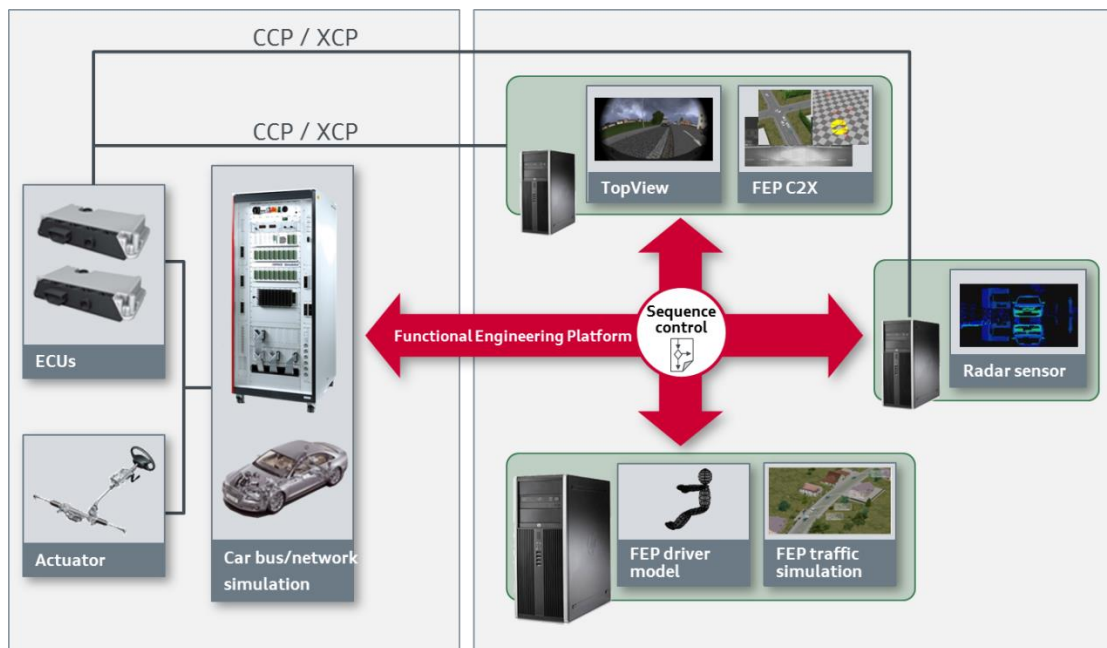 CCP / XCP
CCP / XCP
TopView
FEP C2X
ECUs
Functional Engineering Platform
Sequence
control
Radar sensor
Actuator
Car bus/network
simulation
FEP driver
model
FEP traffic
simulation